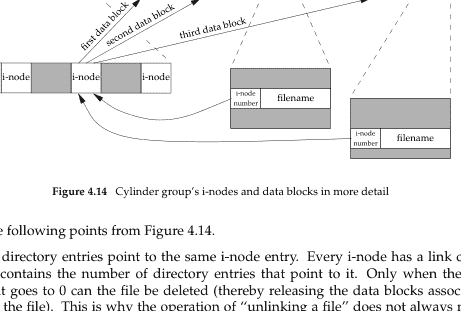 first data block
second data block
third data block
i-node
i-node
i-node
i-node
number
filename
i-node
number
filename
Figure 4.14 Cylinder group's i-nodes and data blocks in more detail
following points from Figure 4.14.
directory entries point to the same i-node entry. Every i-node has a link
contains the number of directory entries that point to it. Only when the
goes to 0 can the file be deleted (thereby releasing the data blocks
the file). This is why the operation of "unlinking a file" does not always